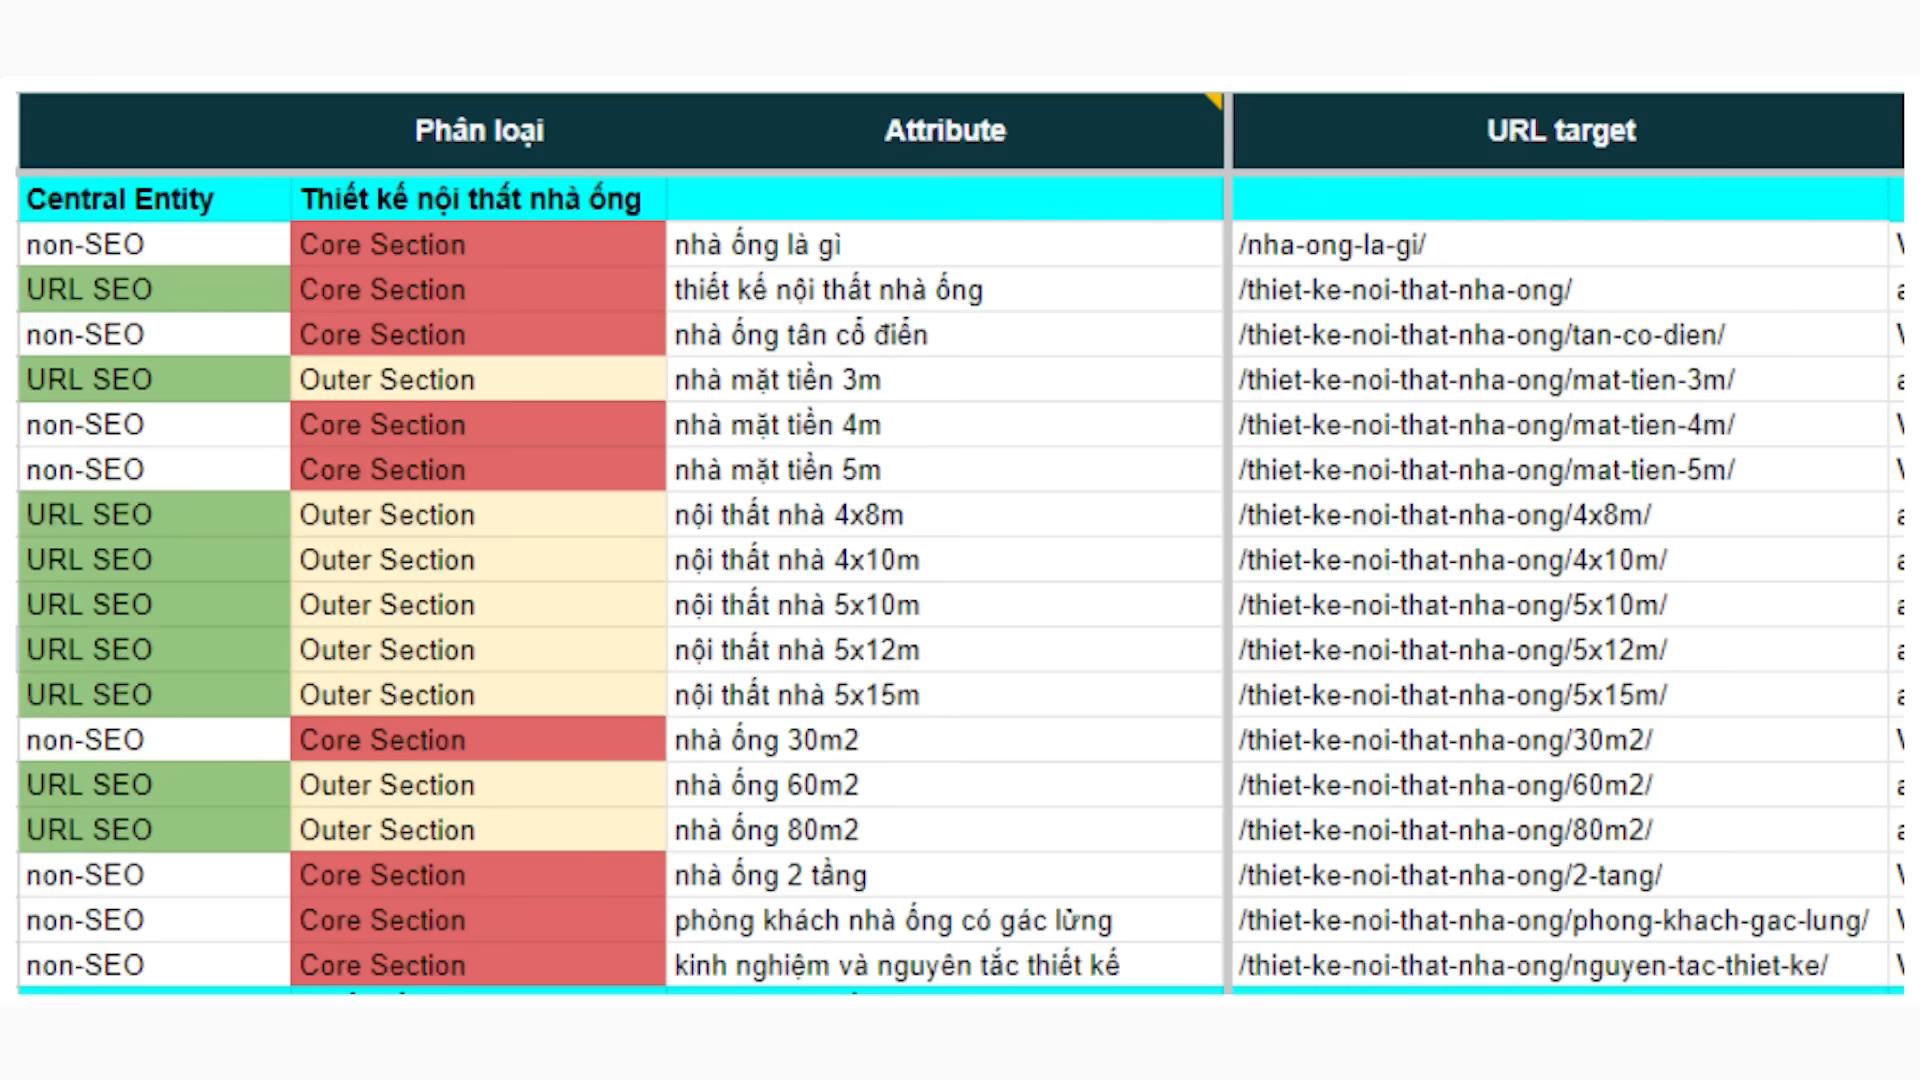 Phân loại Attribute URL target
Central Entity Thiết kế nội thất nhà ống
non-SEO Core Section nhà ống là gì /nha-ong-la-gi/
URL SEO Core Section thiết kế nội thất nhà ống /thiet-ke-noi-that-nha-ong/
non-SEO Core Section nhà ống tân cổ điển /thiet-ke-noi-that-nha-ong/tan-co-dien/
URL SEO Outer Section nhà mặt tiền 3m /thiet-ke-noi-that-nha-ong/mat-tien-3m/
non-SEO Core Section nhà mặt tiền 4m /thiet-ke-noi-that-nha-ong/mat-tien-4m/
non-SEO Core Section nhà mặt tiền 5m /thiet-ke-noi-that-nha-ong/mat-tien-5m/
URL SEO Outer Section nội thất nhà 4x8m /thiet-ke-noi-that-nha-ong/4x8m/
URL SEO Outer Section nội thất nhà 4x10m /thiet-ke-noi-that-nha-ong/4x10m/
URL SEO Outer Section nội thất nhà 5x10m /thiet-ke-noi-that-nha-ong/5x10m/
URL SEO Outer Section nội thất nhà 5x12m /thiet-ke-noi-that-nha-ong/5x12m/
URL SEO Outer Section nội thất nhà 5x15m /thiet-ke-noi-that-nha-ong/5x15m/
non-SEO Core Section nhà ống 30m2 /thiet-ke-noi-that-nha-ong/30m2/
URL SEO Outer Section nhà ống 60m2 /thiet-ke-noi-that-nha-ong/60m2/
URL SEO Outer Section nhà ống 80m2 /thiet-ke-noi-that-nha-ong/80m2/
non-SEO Core Section nhà ống 2 tầng /thiet-ke-noi-that-nha-ong/2-tang/
non-SEO Core Section phòng khách nhà ống có gác lửng /thiet-ke-noi-that-nha-ong/phong-khach-gac-lung/
non-SEO Core Section kinh nghiệm và nguyên tắc thiết kế /thiet-ke-noi-that-nha-ong/nguyen-tac-thiet-ke/